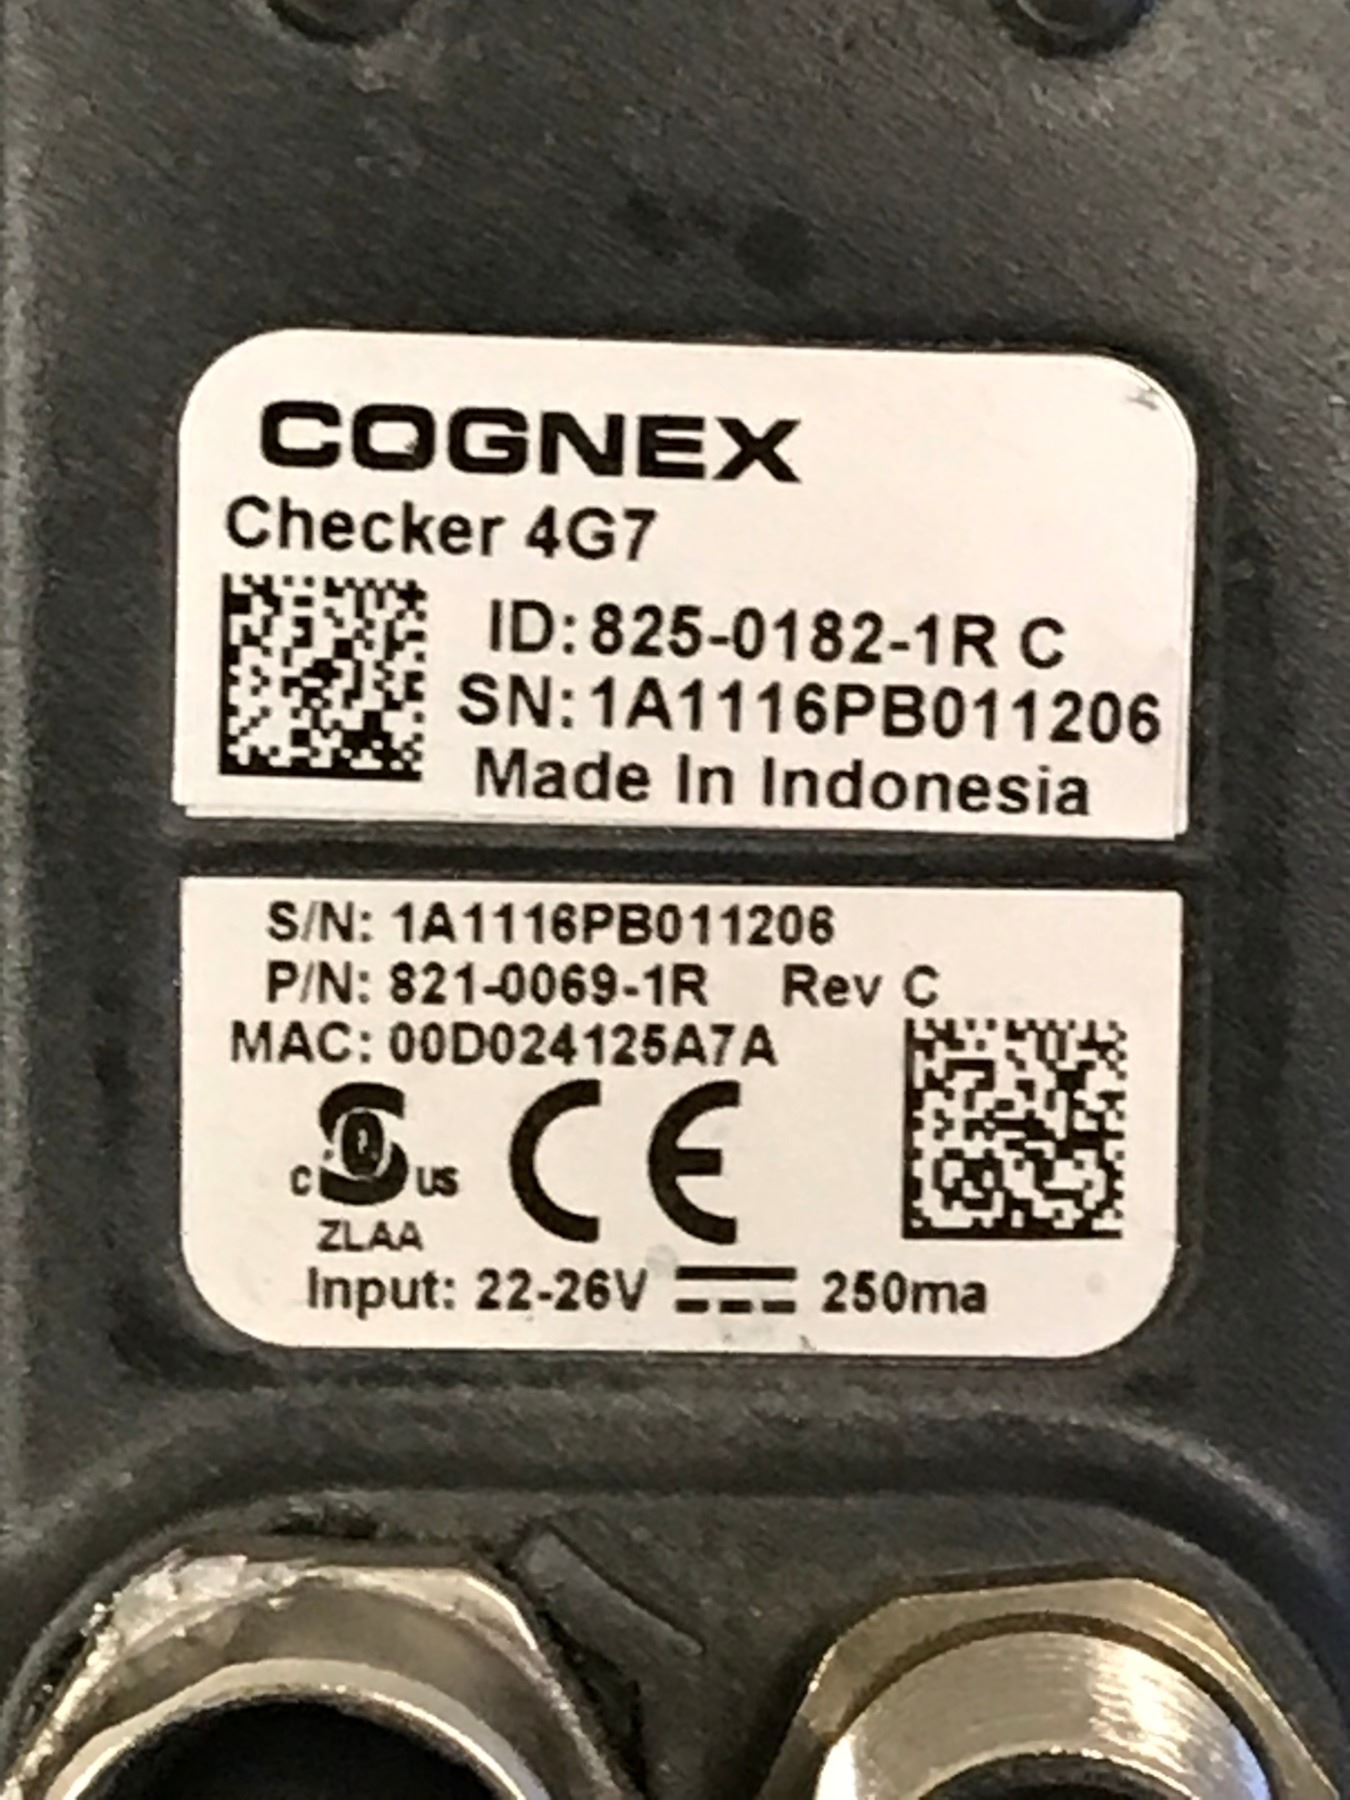 COGNEX
Checker 4G7
ID: 825-0182-1R C
SN: 1A1116PB011206
Made In Indonesia
S/N: 1A1116PB011206
P/N: 821-0069-1R Rev C
MAC: 00D024125A7A
C Q US
CE
ZLAA
Input: 22-26V 250ma